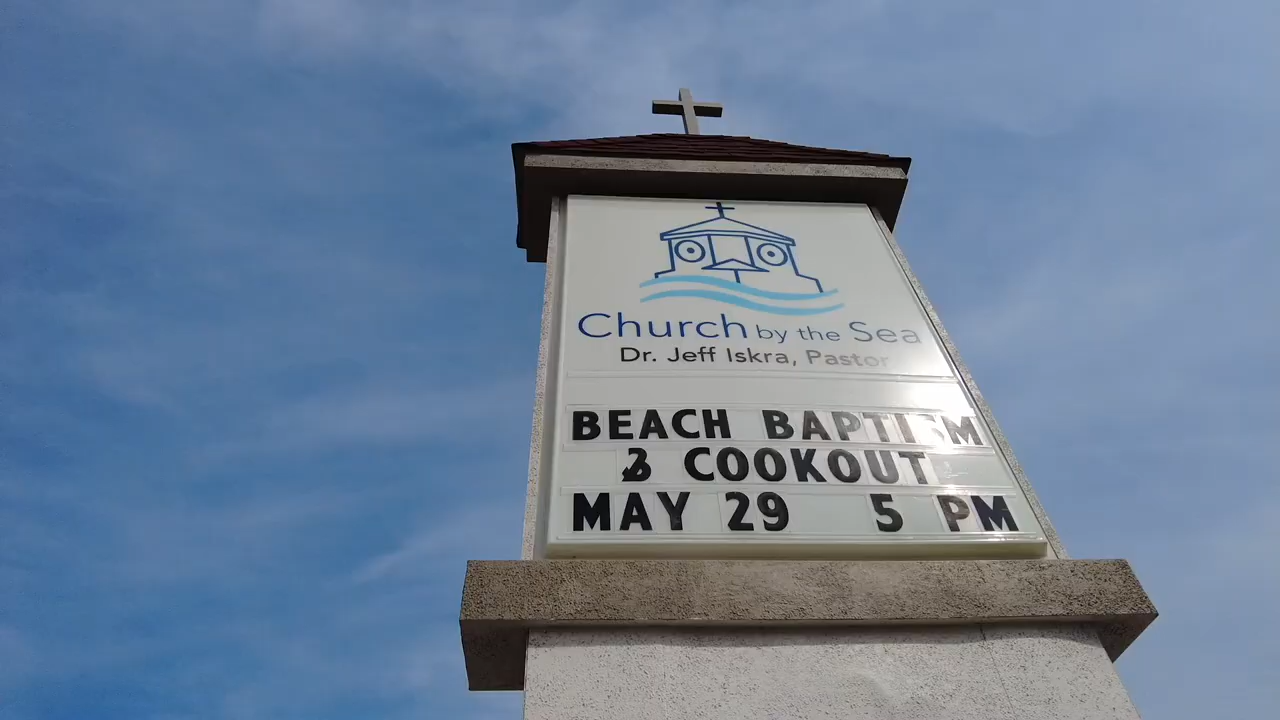 Church by the Sea
Dr. Jeff Iskra, Pastor
BEACH BAPTISM
& COOKOUT
MAY 29 5 PM